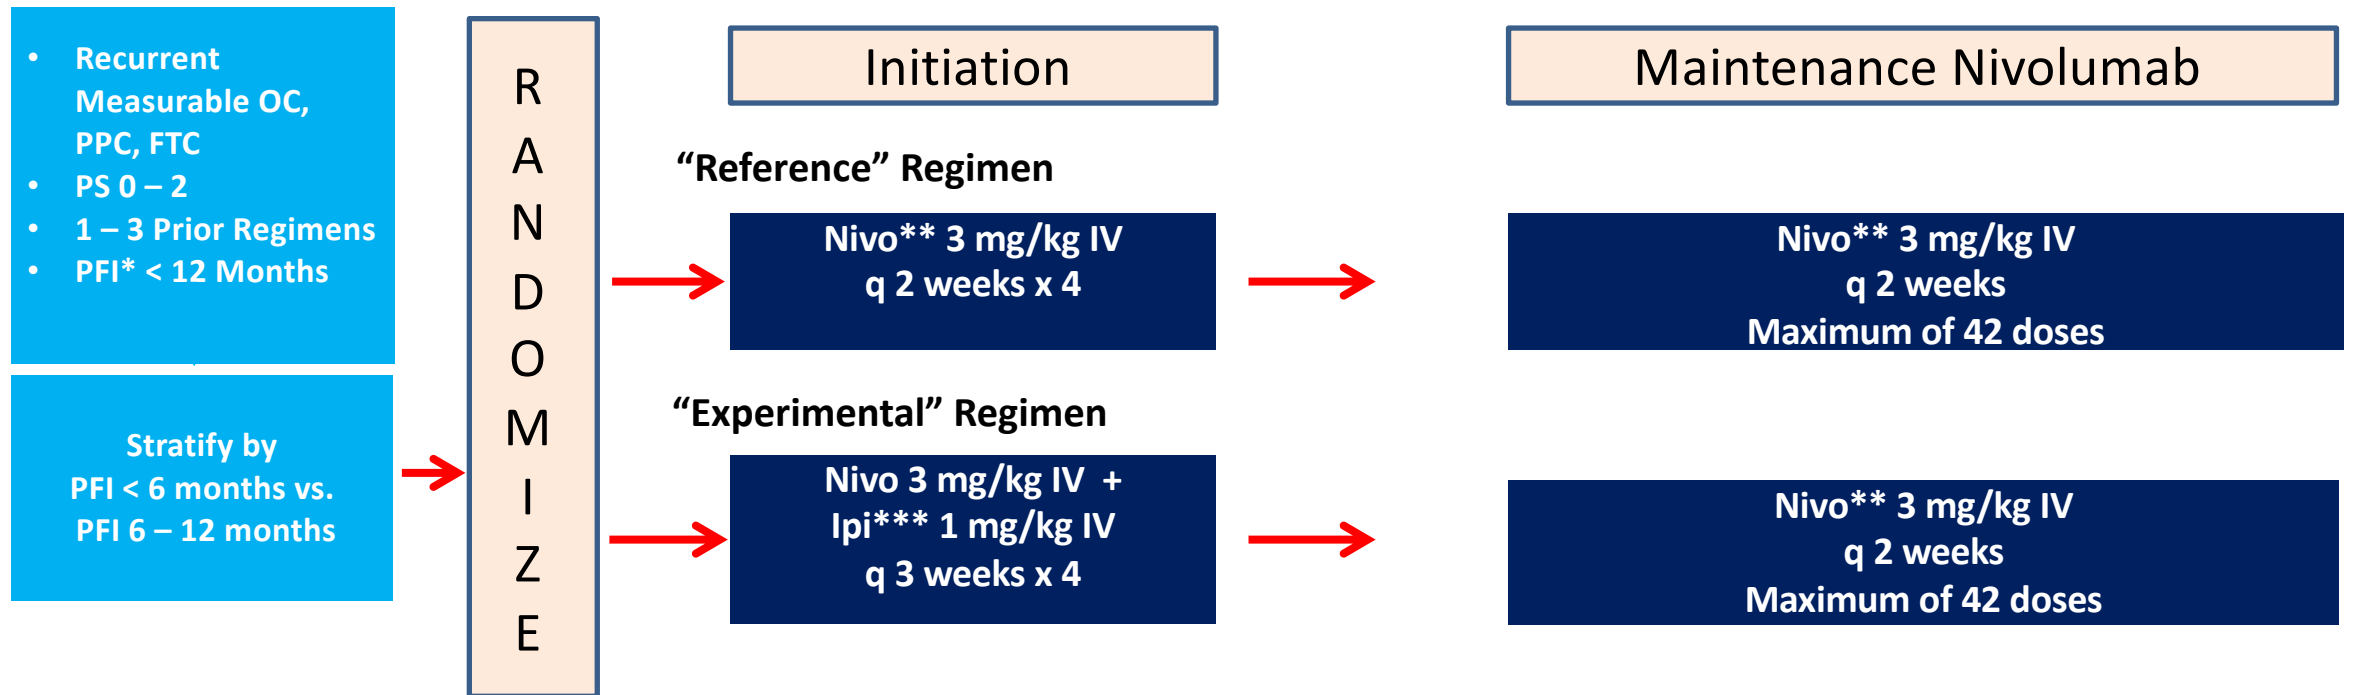 • Recurrent
Measurable OC,
PPC, FTC
• PS 0 – 2
• 1 – 3 Prior Regimens
• PFI* < 12 Months
Stratify by
PFI < 6 months vs.
PFI 6 – 12 months
R
A
N
D
O
M
I
Z
E
Initiation
Maintenance Nivolumab
“Reference” Regimen
Nivo** 3 mg/kg IV
q 2 weeks x 4
Nivo** 3 mg/kg IV
q 2 weeks
Maximum of 42 doses
“Experimental” Regimen
Nivo 3 mg/kg IV +
Ipi*** 1 mg/kg IV
q 3 weeks x 4
Nivo** 3 mg/kg IV
q 2 weeks
Maximum of 42 doses